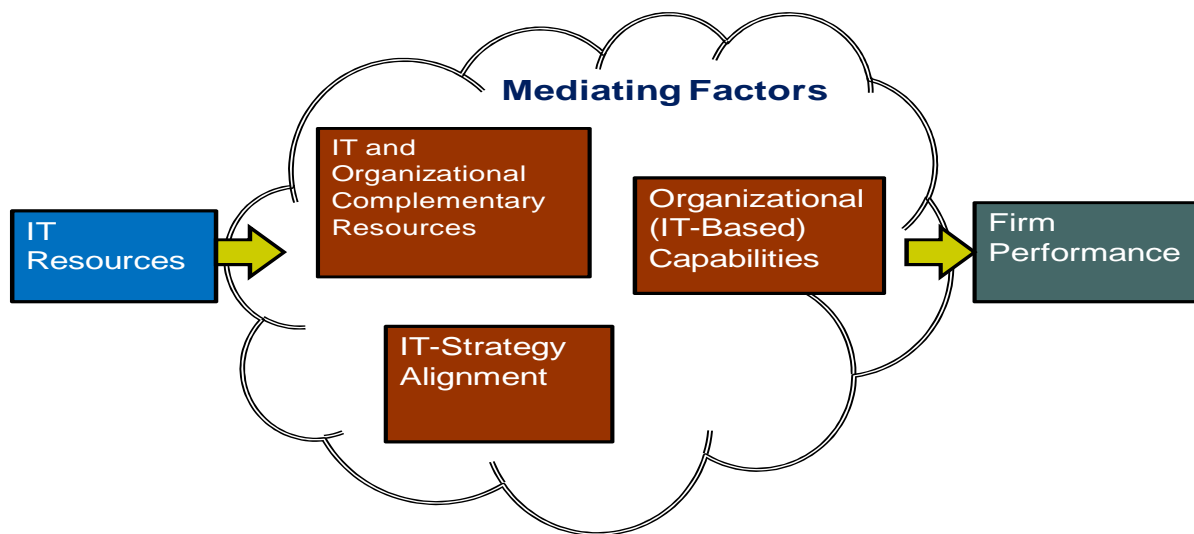 Mediating Factors
IT and
Organizational
Complementary
Resources
Organizational
(IT-Based)
Capabilities
IT
Resources
Firm
Performance
IT-Strategy
Alignment